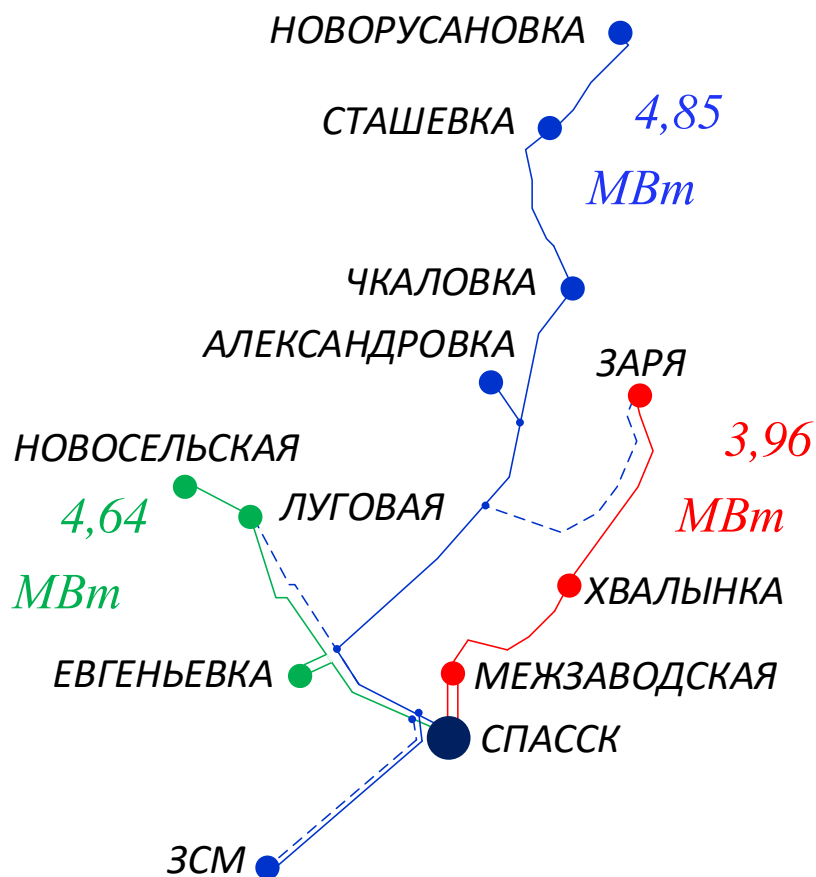 НОВОРУСАНОВКА
СТАШЕВКА
4,85
МВт
ЧКАЛОВКА
АЛЕКСАНДРОВКА
ЗАРЯ
НОВОСЕЛЬСКАЯ
3,96
МВт
4,64
МВт
ЛУГОВАЯ
ХВАЛЫНКА
ЕВГЕНЬЕВКА
МЕЖЗАВОДСКАЯ
СПАССК
ЗСМ